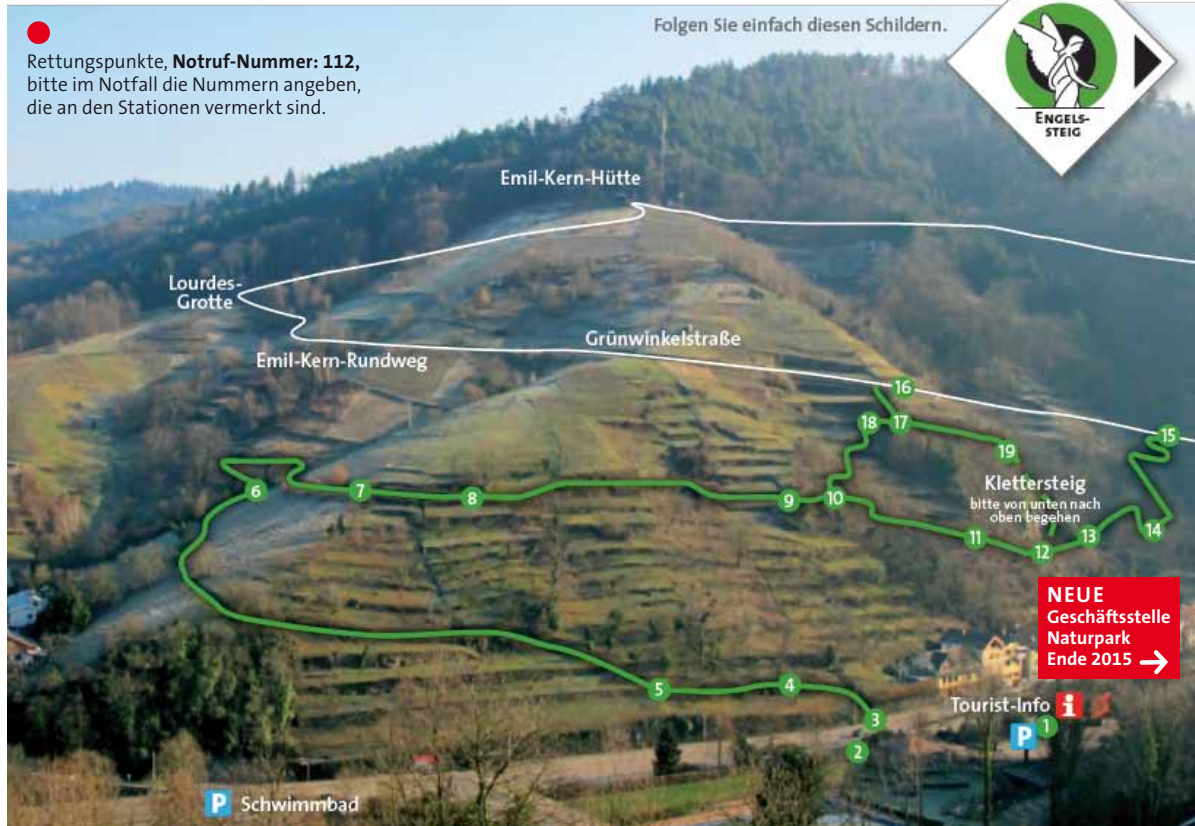 Folgen Sie einfach diesen Schildern.
ENGELS-
STEIG
Rettungspunkte, Notruf-Nummer: 112,
bitte im Notfall die Nummern angeben,
die an den Stationen vermerkt sind.
Emil-Kern-Hütte
Lourdes-
Grotte
Emil-Kern-Rundweg
Grünwinkelstraße
16
18
17
15
19
Klettersteig
bitte von unten nach
oben begehen
6
7
8
9
10
11
12
13
14
NEUE
Geschäftsstelle
Naturpark
Ende 2015 →
5
4
3
2
Tourist-Info i
1
P
P Schwimmbad